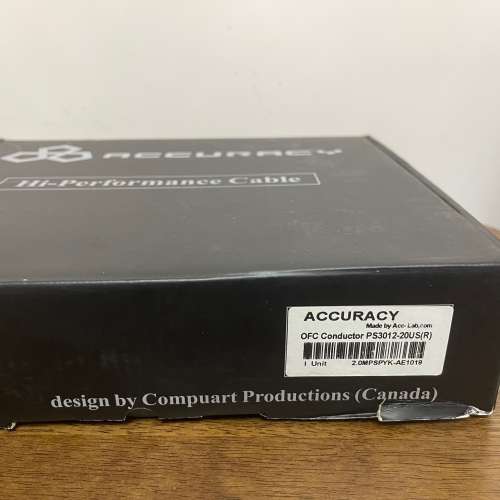 ACCURACY
Hi-Performance Cable
ACCURACY
Made by Acc-Lab.com
OFC Conductor PS3012-20US(R)
1 Unit 2.0MPSPYK-AE1019
design by Compuart Productions (Canada)